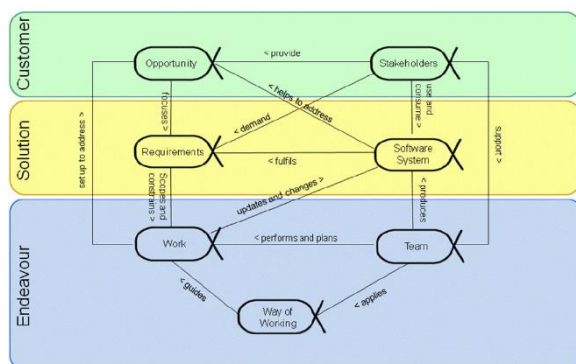 Customer
< provide
Opportunity
Stakeholders
focuses >
< helps to address
use and
consume >
< demand
Solution
Requirements
< fulfils
Software
System
setup to address >
support >
Scopes and
constrains >
updates and changes >
< produces
Endeavour
Work
< performs and plans
Team
< guides
< applies
Way of
Working